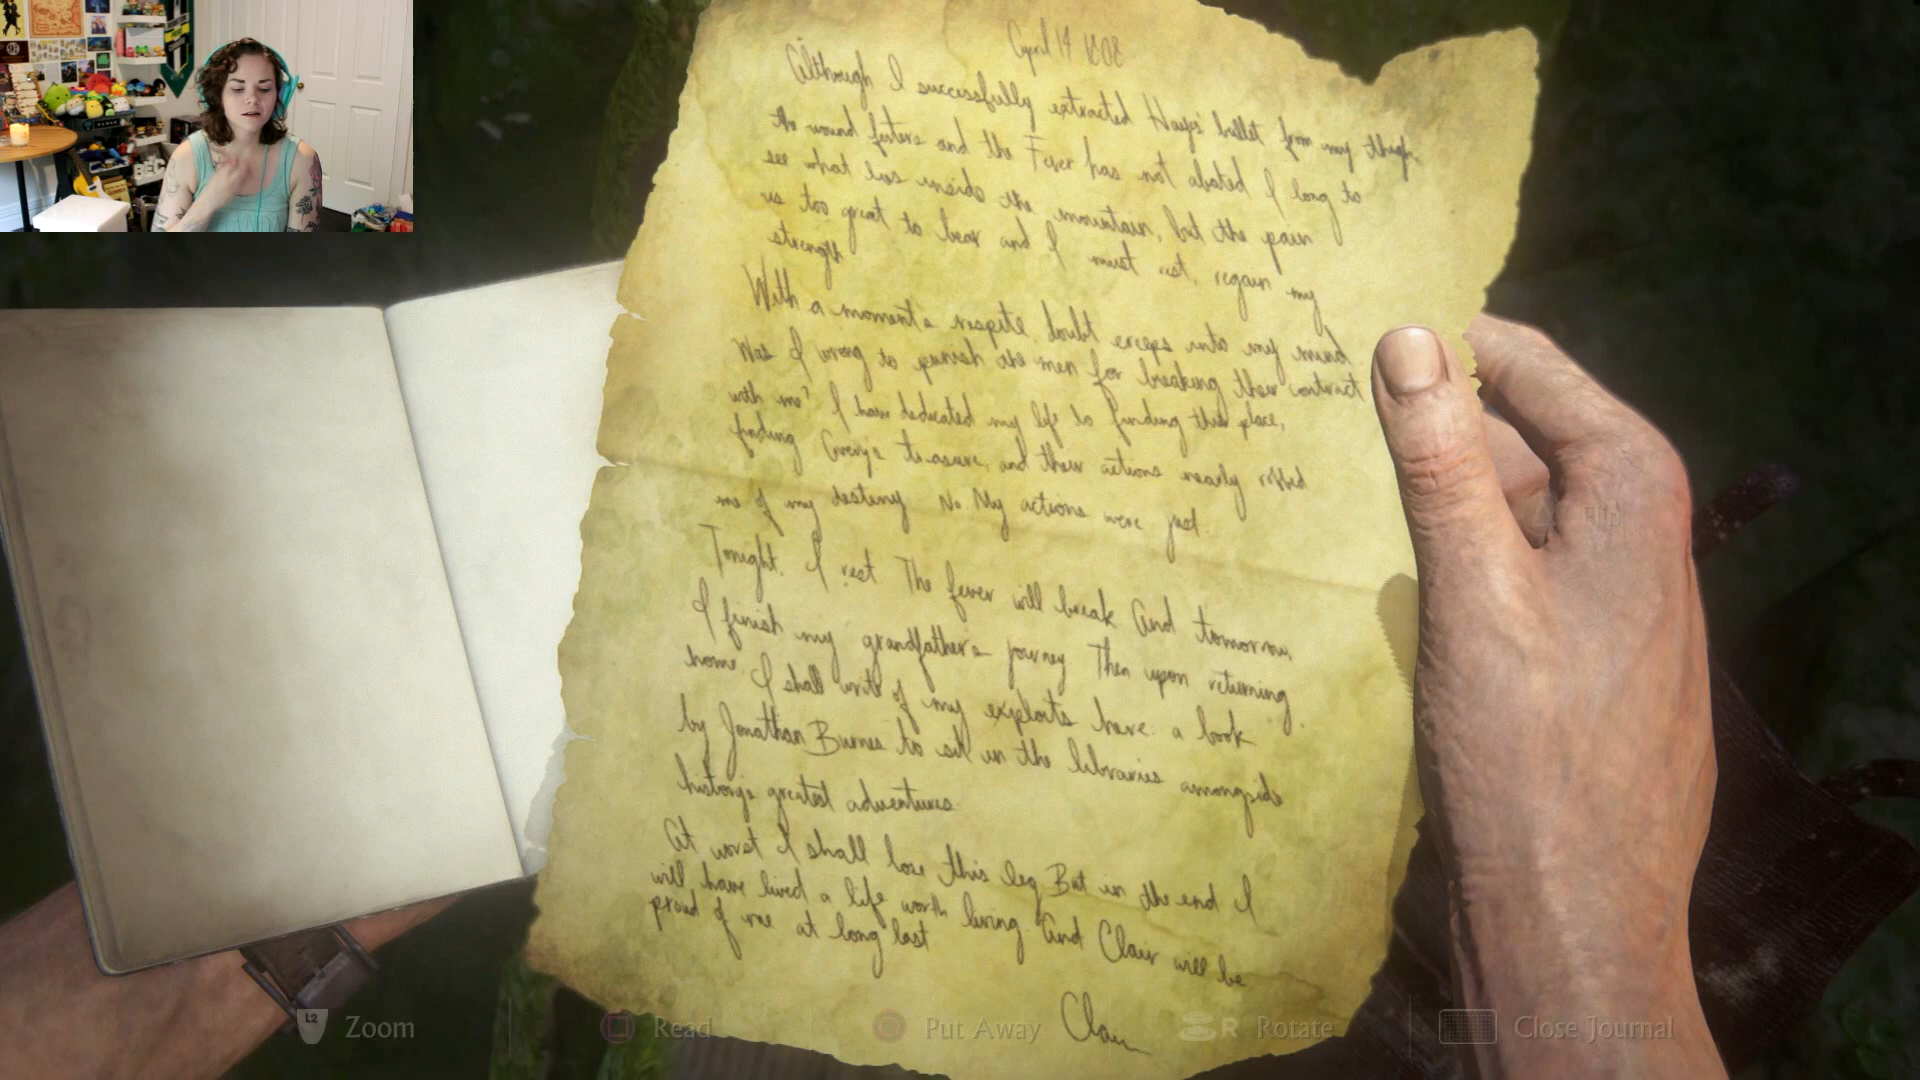 April 14 1808
Although I successfully extracted Hays' bullet from my thigh,
the wound festers and the Fever has not abated I long to
see what lies inside the mountain, but the pain
is too great to bear and I must rest, regain my
strength
With a moment's respite doubt creeps into my mind
Was I wrong to punish the men for breaking their contract
with me? I have dedicated my life to finding this place,
finding Avery's treasure, and their actions nearly robbed
me of my destiny No. My actions were just.
Tonight, I rest The fever will break And tomorrow,
I finish my grandfather's journey Then upon returning
home, I shall write of my exploits have a book
by Jonathan Burnes to sit in the libraries amongside
history's greatest adventures.
At worst I shall lose this leg But in the end I
will have lived a life worth living And Clair will be
proud of me at long last
Clair
Flip
L2 Zoom
Read
Put Away
R Rotate
Close Journal